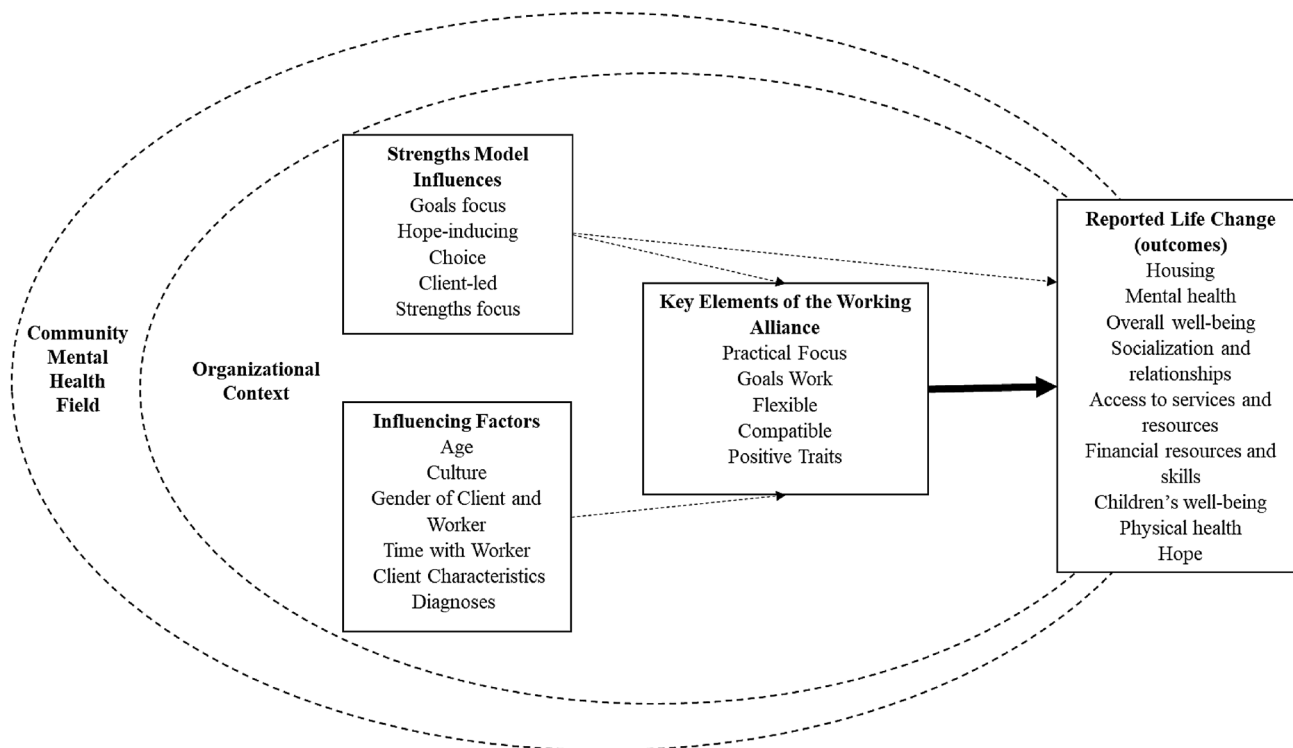 Community
Mental
Health
Field
Organizational
Context
Strengths Model
Influences
Goals focus
Hope-inducing
Choice
Client-led
Strengths focus
Influencing Factors
Age
Culture
Gender of Client and
Worker
Time with Worker
Client Characteristics
Diagnoses
Key Elements of the Working
Alliance
Practical Focus
Goals Work
Flexible
Compatible
Positive Traits
Reported Life Change
(outcomes)
Housing
Mental health
Overall well-being
Socialization and
relationships
Access to services and
resources
Financial resources and
skills
Children’s well-being
Physical health
Hope